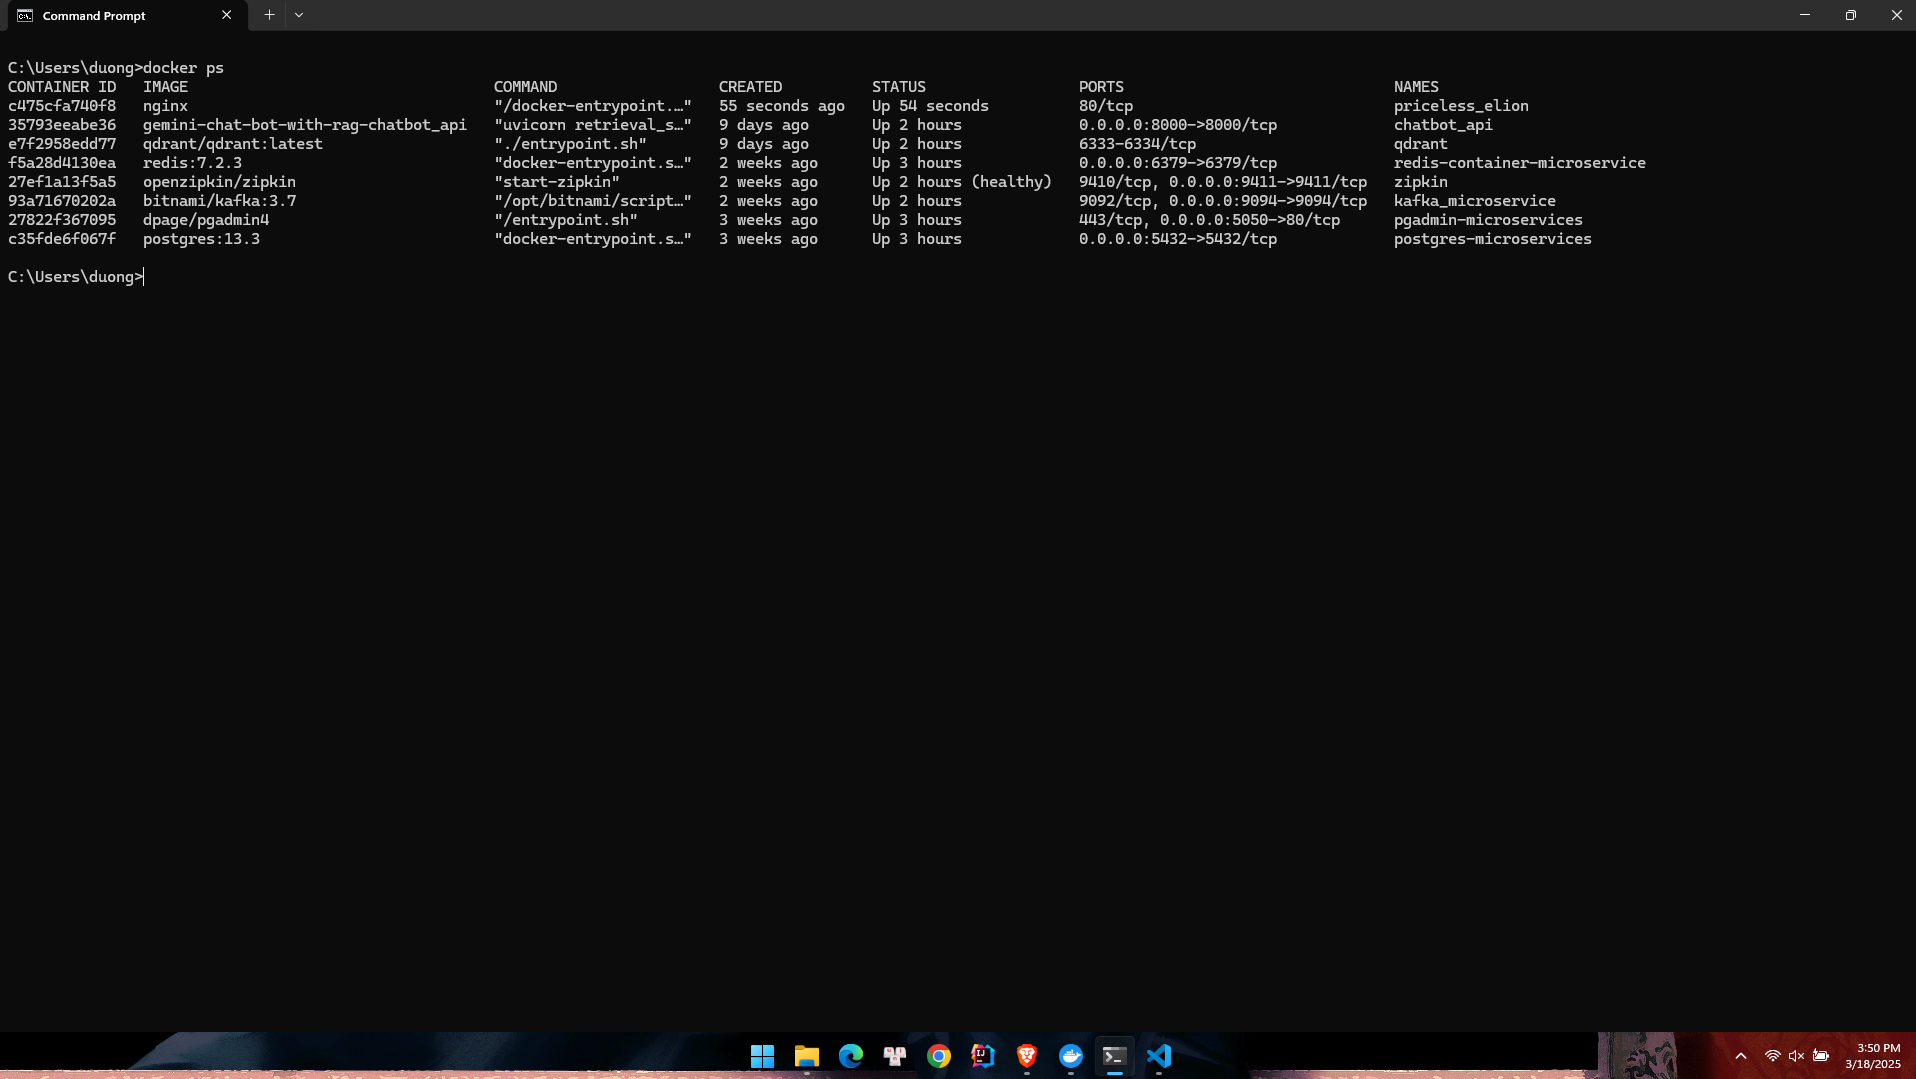 Command Prompt
C:\Users\duong>docker ps
CONTAINER ID IMAGE COMMAND CREATED STATUS PORTS NAMES
c475cfa740f8 nginx "/docker-entrypoint.…" 55 seconds ago Up 54 seconds 80/tcp priceless_elion
35793eeabe36 gemini-chat-bot-with-rag-chatbot_api "uvicorn retrieval_s…" 9 days ago Up 2 hours 0.0.0.0:8000->8000/tcp chatbot_api
e7f2958edd77 qdrant/qdrant:latest "./entrypoint.sh" 9 days ago Up 2 hours 6333-6334/tcp qdrant
f5a28d4130ea redis:7.2.3 "docker-entrypoint.s…" 2 weeks ago Up 3 hours 0.0.0.0:6379->6379/tcp redis-container-microservice
27ef1a13f5a5 openzipkin/zipkin "start-zipkin" 2 weeks ago Up 2 hours (healthy) 9410/tcp, 0.0.0.0:9411->9411/tcp zipkin
93a71670202a bitnami/kafka:3.7 "/opt/bitnami/script…" 2 weeks ago Up 2 hours 9092/tcp, 0.0.0.0:9094->9094/tcp kafka_microservice
27822f367095 dpage/pgadmin4 "/entrypoint.sh" 3 weeks ago Up 3 hours 443/tcp, 0.0.0.0:5050->80/tcp pgadmin-microservices
c35fde6f067f postgres:13.3 "docker-entrypoint.s…" 3 weeks ago Up 3 hours 0.0.0.0:5432->5432/tcp postgres-microservices
C:\Users\duong>
3:50 PM
3/18/2025